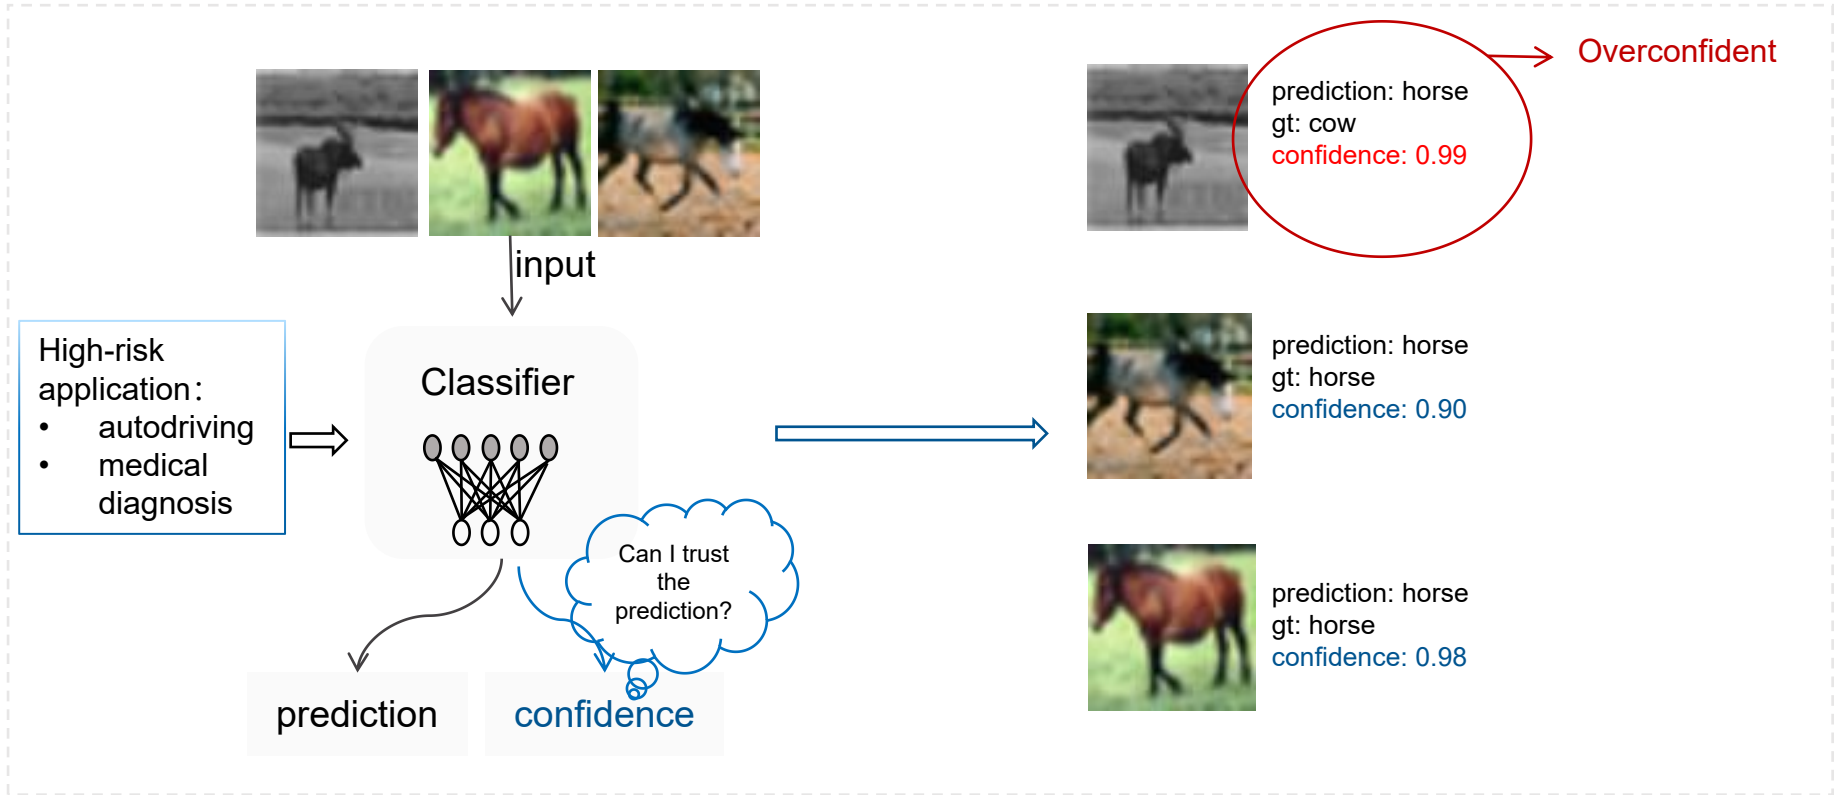 input
High-risk
application：
• autodriving
• medical
diagnosis
Classifier
Can I trust
the
prediction?
prediction
confidence
prediction: horse
gt: cow
confidence: 0.99
Overconfident
prediction: horse
gt: horse
confidence: 0.90
prediction: horse
gt: horse
confidence: 0.98